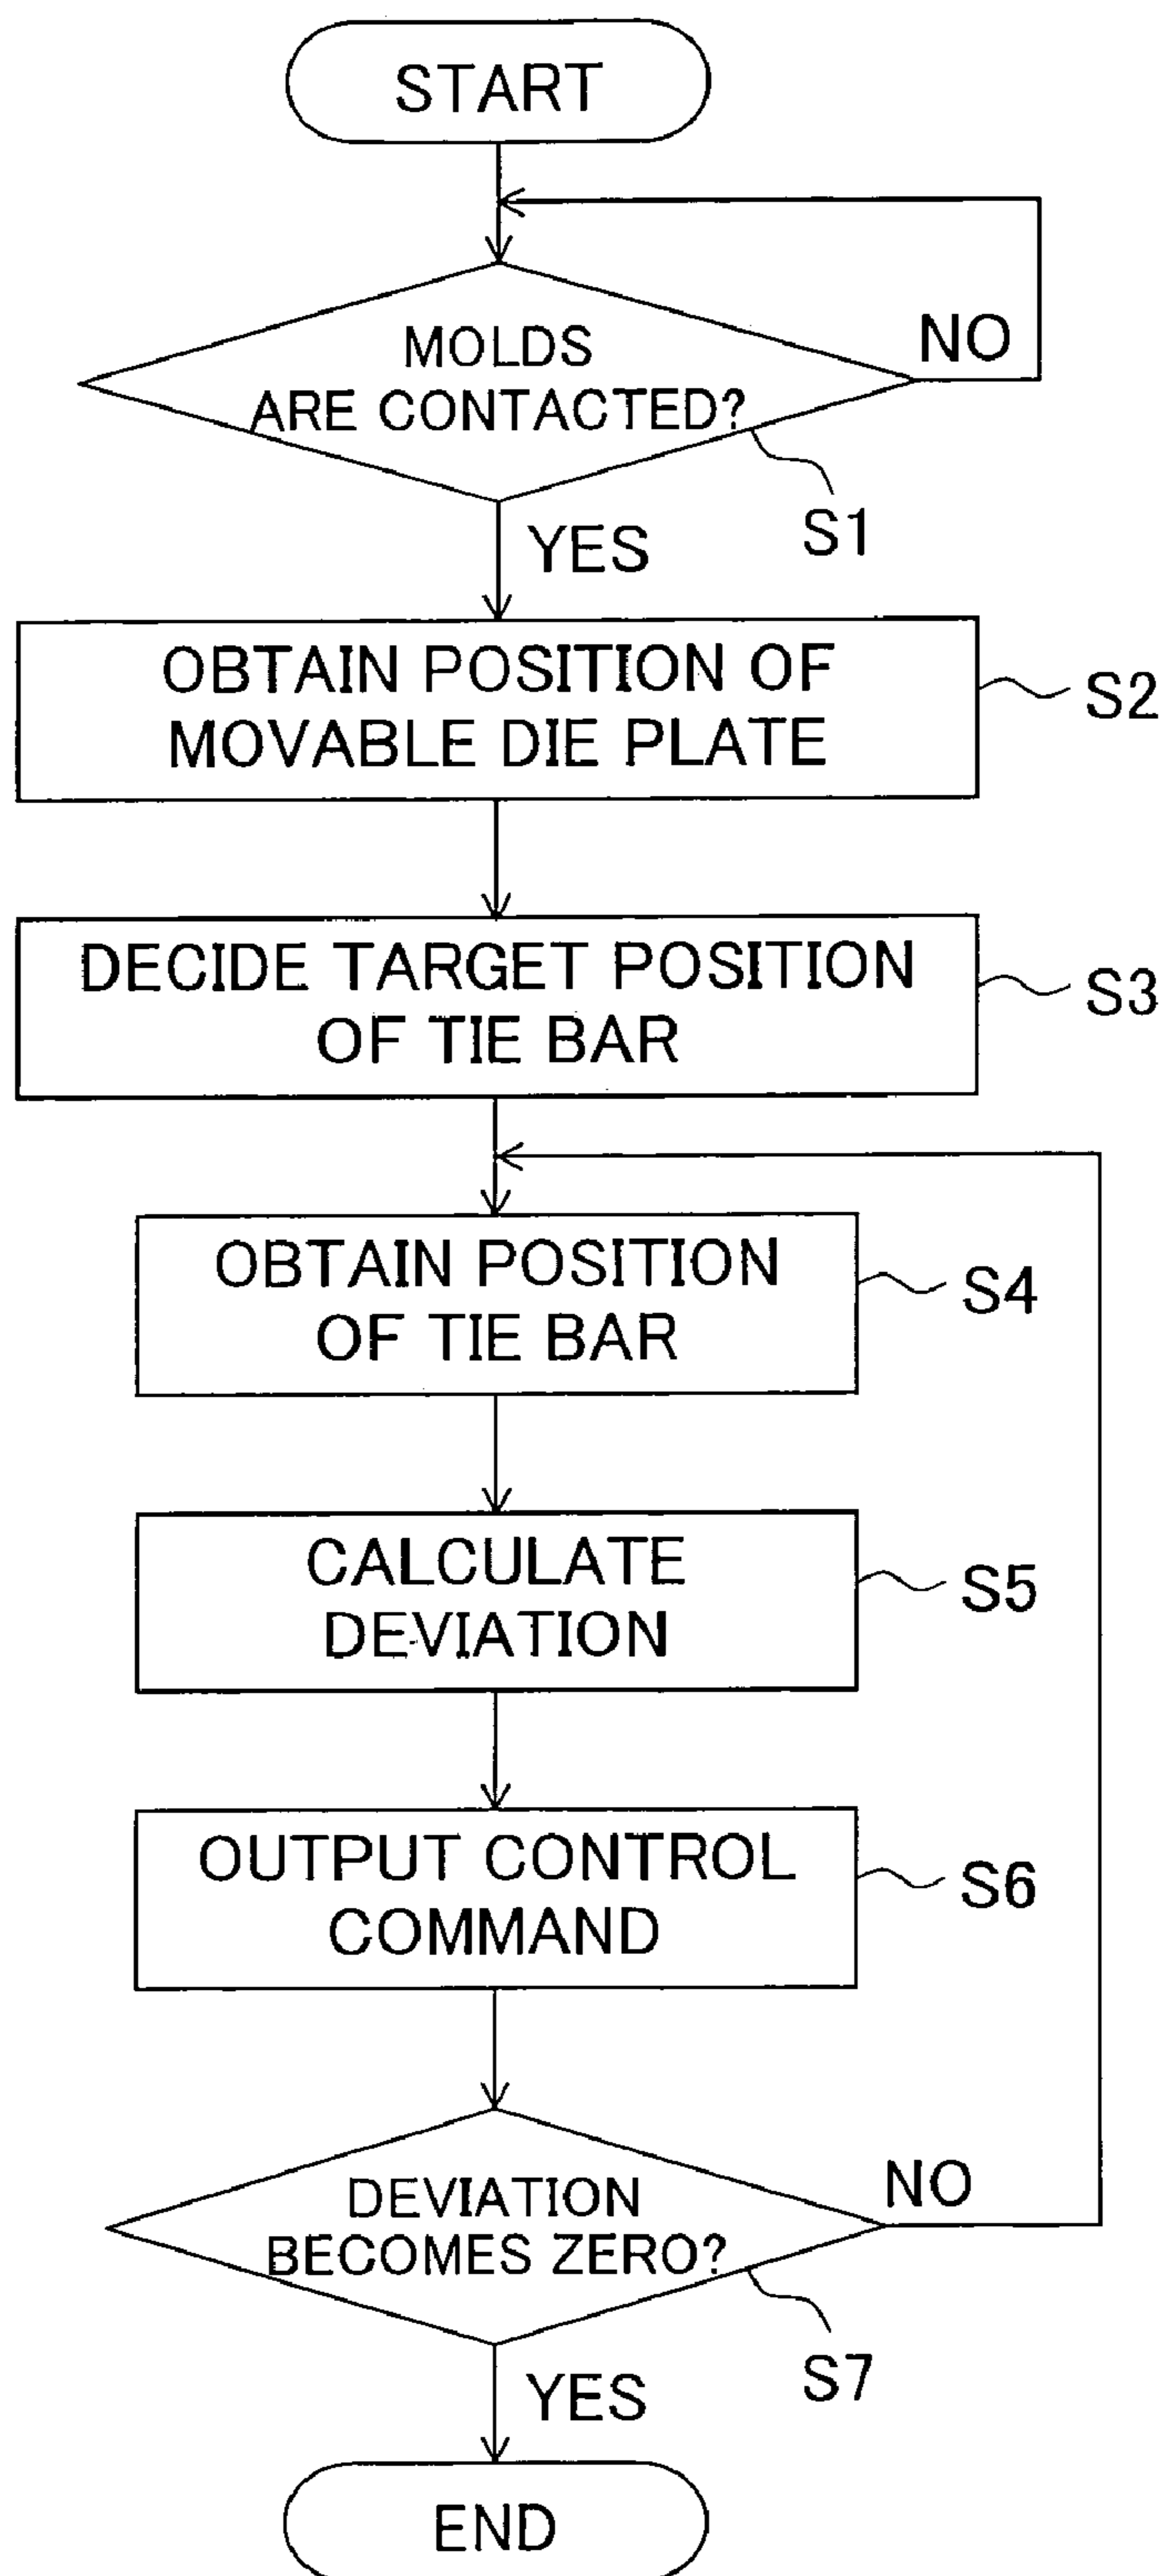 START
MOLDS
ARE CONTACTED?
NO
S1
YES
OBTAIN POSITION OF
MOVABLE DIE PLATE
S2
DECIDE TARGET POSITION
OF TIE BAR
S3
OBTAIN POSITION
OF TIE BAR
S4
CALCULATE
DEVIATION
S5
OUTPUT CONTROL
COMMAND
S6
DEVIATION
BECOMES ZERO?
NO
S7
YES
END